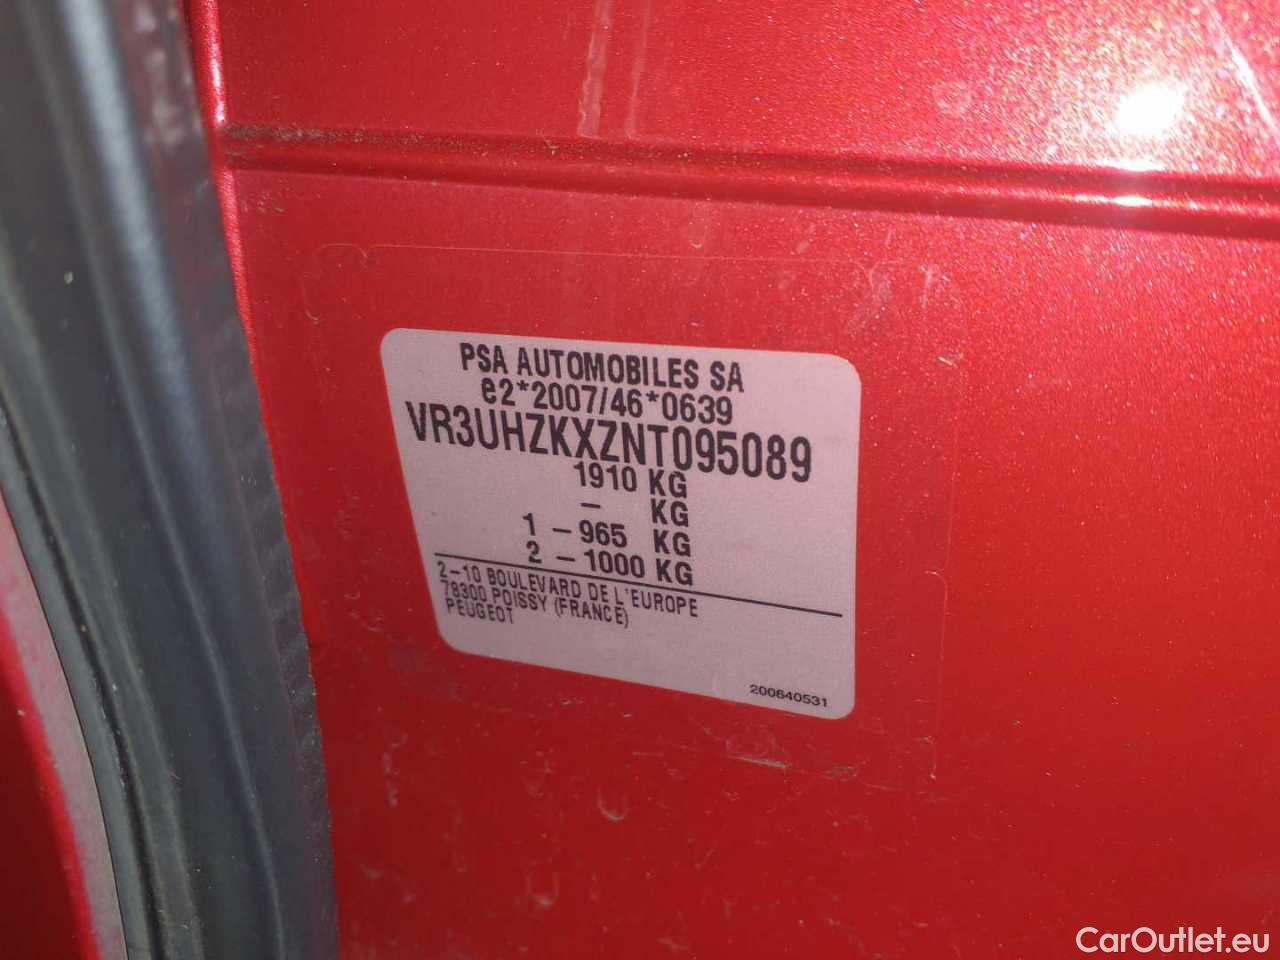 PSA AUTOMOBILES SA
e2*2007/46*0639
VR3UHZKXZNT095089
1910 KG
– KG
1 – 965 KG
2 – 1000 KG
2–10 BOULEVARD DE L'EUROPE
78300 POISSY (FRANCE)
PEUGEOT
200640531
CarOutlet.eu